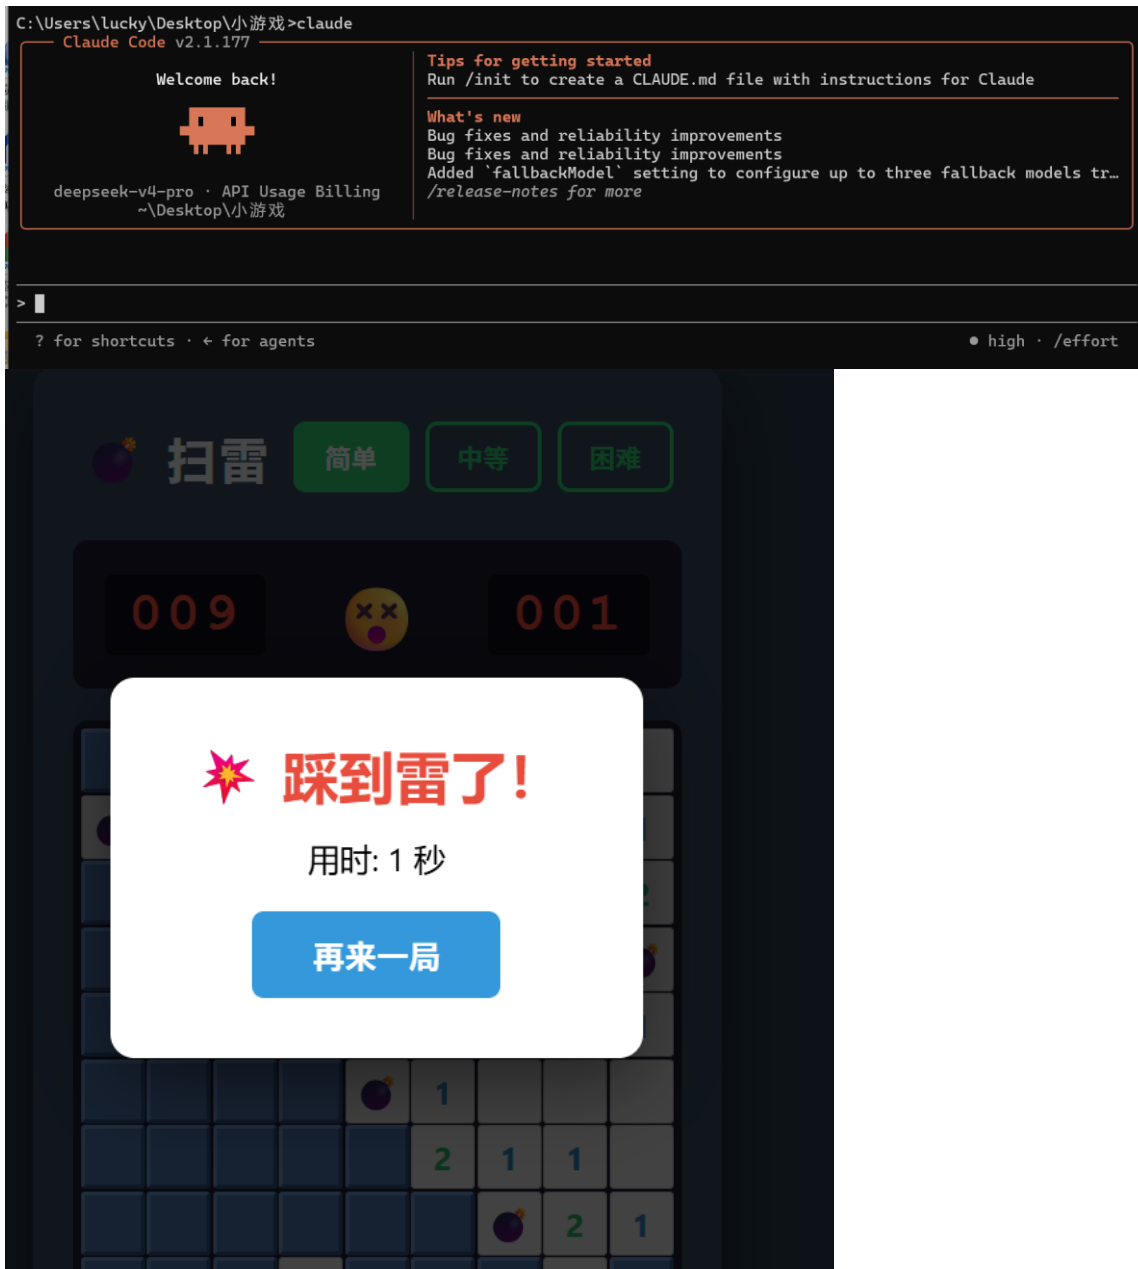 C:\Users\lucky\Desktop\小游戏>claude
Claude Code v2.1.177
Welcome back!
deepseek-v4-pro · API Usage Billing
~\Desktop\小游戏
Tips for getting started
Run /init to create a CLAUDE.md file with instructions for Claude
What's new
Bug fixes and reliability improvements
Bug fixes and reliability improvements
Added `fallbackModel` setting to configure up to three fallback models tr…
/release-notes for more
>
? for shortcuts · ← for agents
● high · /effort
扫雷 简单 中等 困难
009 001
踩到雷了!
用时: 1 秒
再来一局
1
2 1 1
2 1